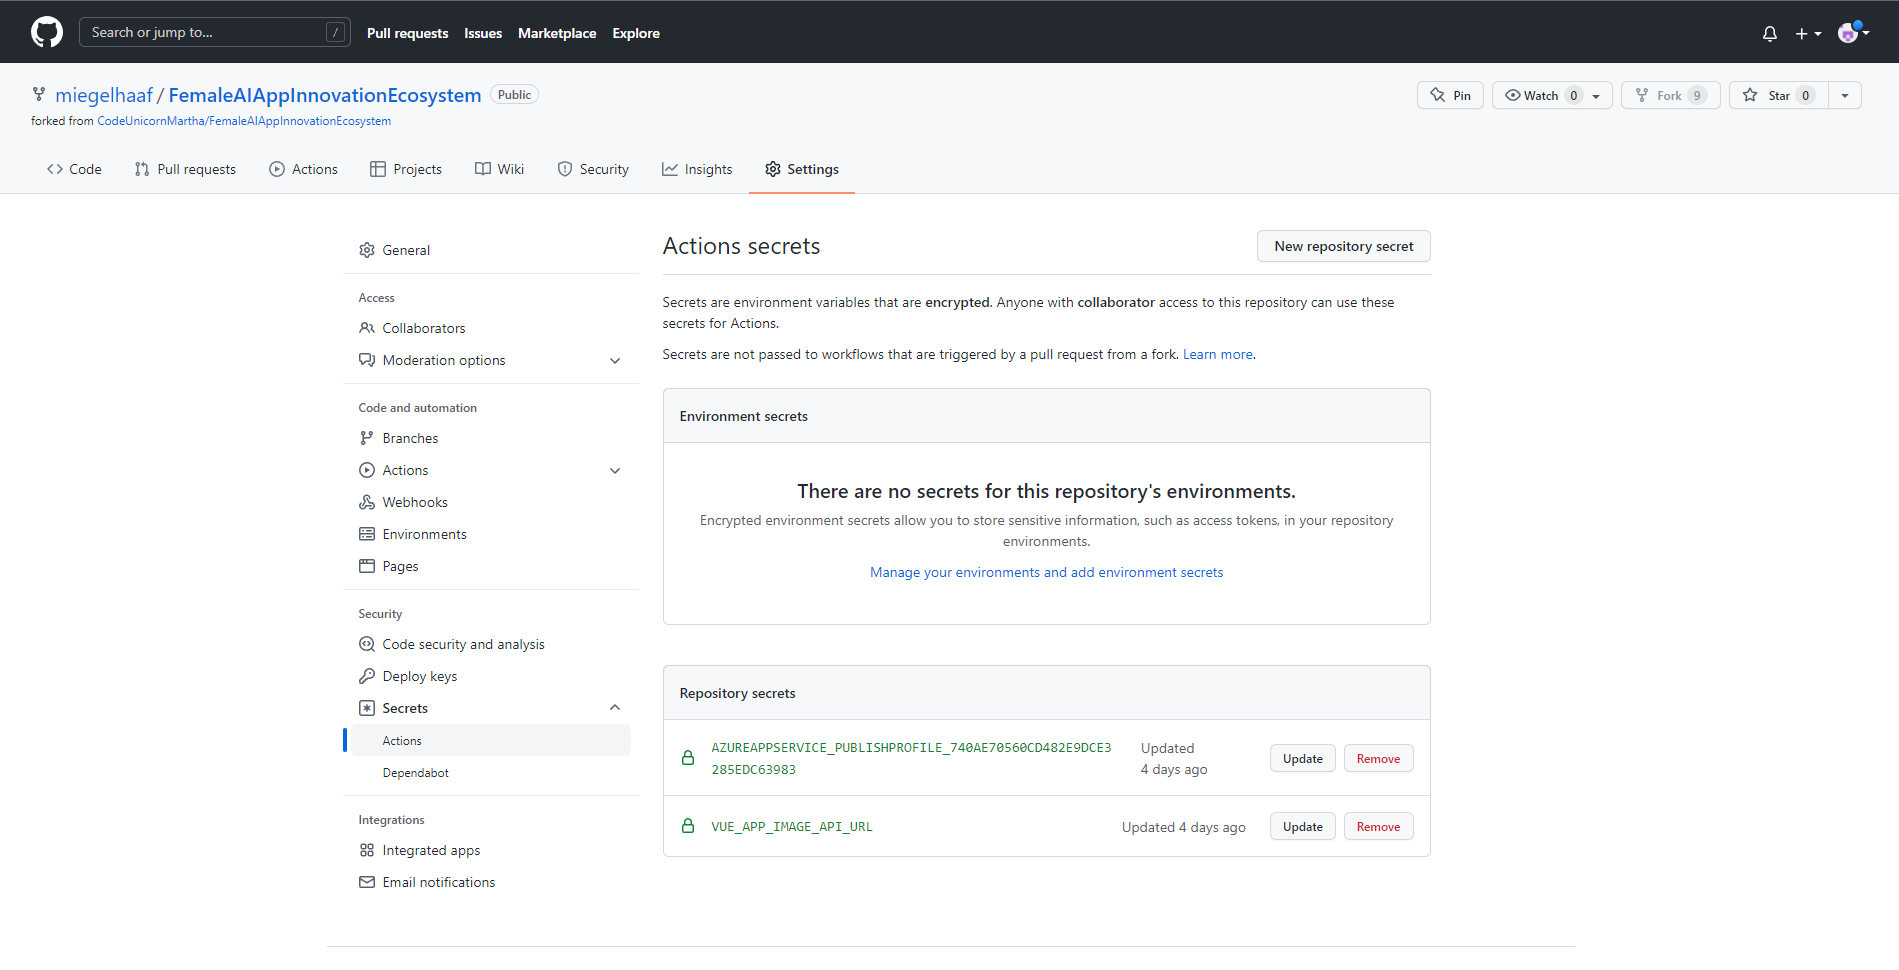 Search or jump to... /
Pull requests Issues Marketplace Explore
miegelhaaf / FemaleAIAppInnovationEcosystem Public
forked from CodeUnicornMartha/FemaleAIAppInnovationEcosystem
Pin Watch 0 Fork 9 Star 0
Code Pull requests Actions Projects Wiki Security Insights Settings
General
Access
Collaborators
Moderation options
Code and automation
Branches
Actions
Webhooks
Environments
Pages
Security
Code security and analysis
Deploy keys
Secrets
Actions
Dependabot
Integrations
Integrated apps
Email notifications
Actions secrets
New repository secret
Secrets are environment variables that are encrypted. Anyone with collaborator access to this repository can use these
secrets for Actions.
Secrets are not passed to workflows that are triggered by a pull request from a fork. Learn more.
Environment secrets
There are no secrets for this repository's environments.
Encrypted environment secrets allow you to store sensitive information, such as access tokens, in your repository
environments.
Manage your environments and add environment secrets
Repository secrets
AZUREAPPSERVICE_PUBLISHPROFILE_740AE70560CD482E9DCE3
285EDC63983
Updated
4 days ago
Update Remove
VUE_APP_IMAGE_API_URL
Updated 4 days ago
Update Remove